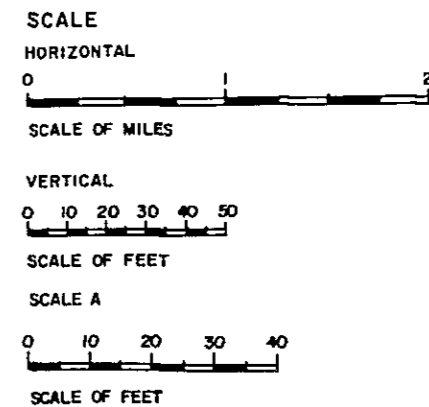 SCALE
HORIZONTAL
0 1 2
SCALE OF MILES
VERTICAL
0 10 20 30 40 50
SCALE OF FEET
SCALE A
0 10 20 30 40
SCALE OF FEET